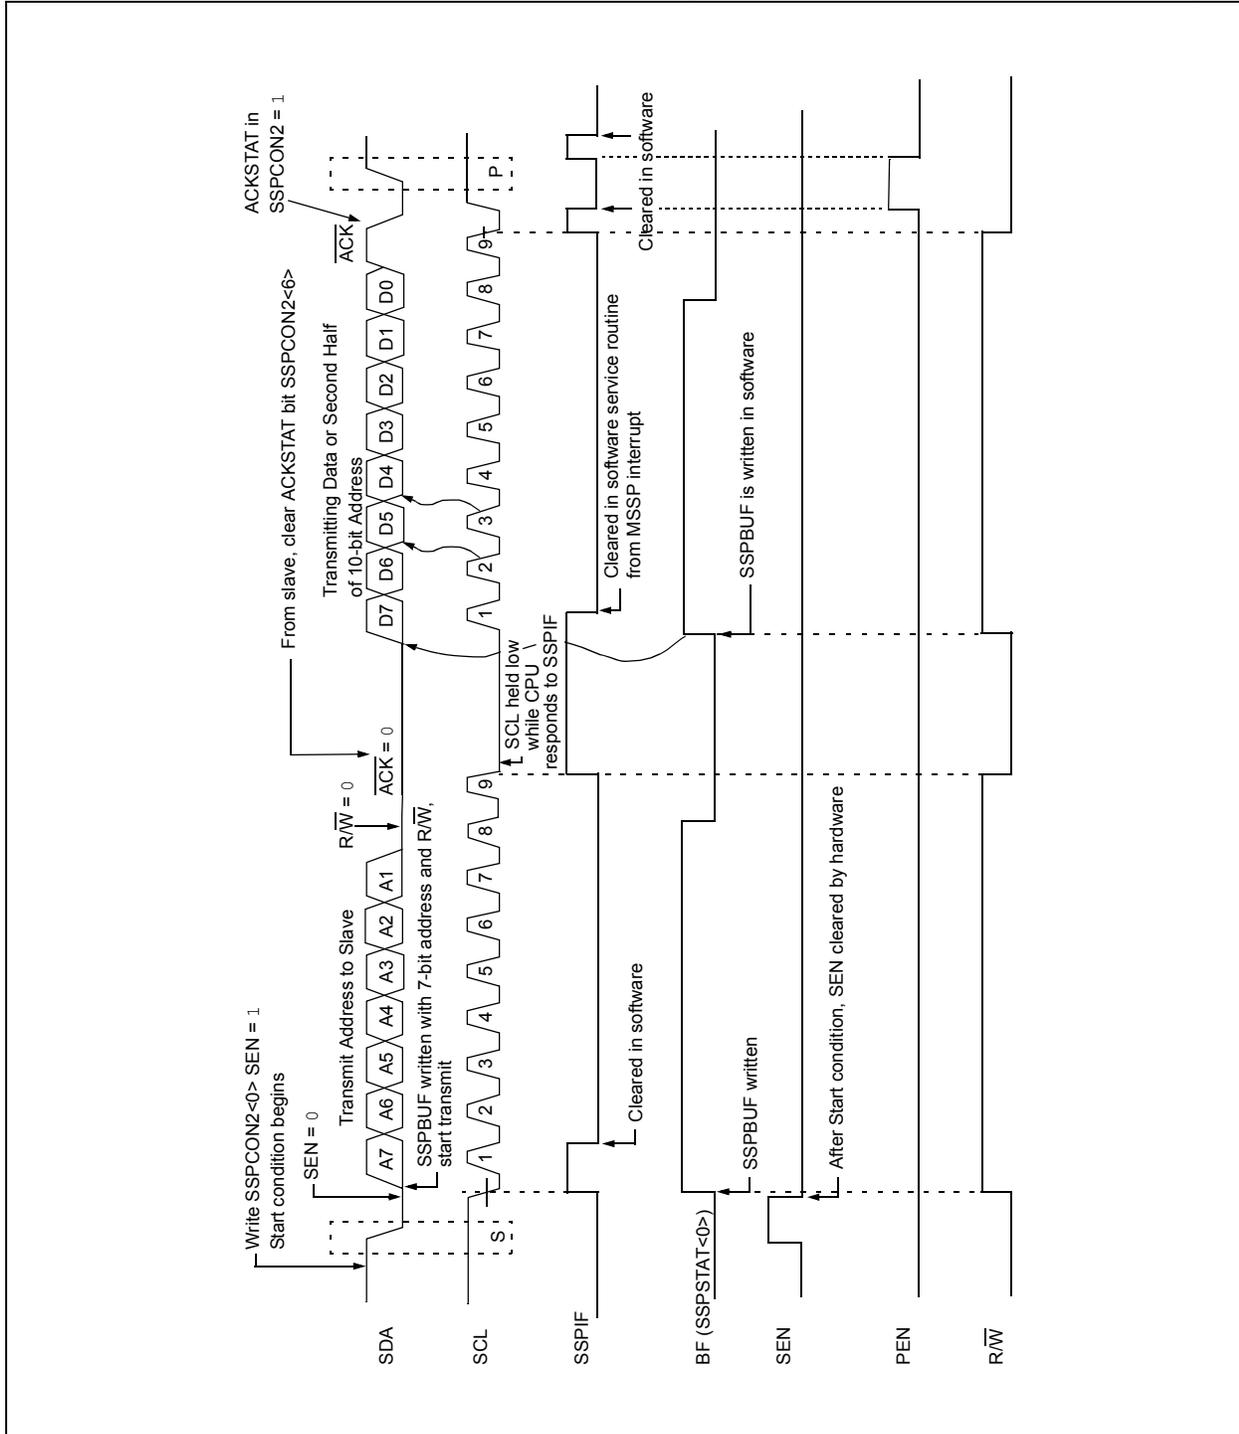 Write SSPCON2<0> SEN = 1
Start condition begins
SEN = 0
Transmit Address to Slave
R/W = 0
From slave, clear ACKSTAT bit SSPCON2<6>
ACK = 0
Transmitting Data or Second Half
of 10-bit Address
ACKSTAT in
SSPCON2 = 1
ACK
SDA
A7 A6 A5 A4 A3 A2 A1
D7 D6 D5 D4 D3 D2 D1 D0
SSPBUF written with 7-bit address and R/W,
start transmit
SCL
S
1 2 3 4 5 6 7 8 9
1 2 3 4 5 6 7 8 9
P
SCL held low
while CPU
responds to SSPIF
SSPIF
Cleared in software
Cleared in software service routine
from MSSP interrupt
Cleared in software
BF (SSPSTAT<0>)
SSPBUF written
SSPBUF is written in software
SEN
After Start condition, SEN cleared by hardware
PEN
R/W